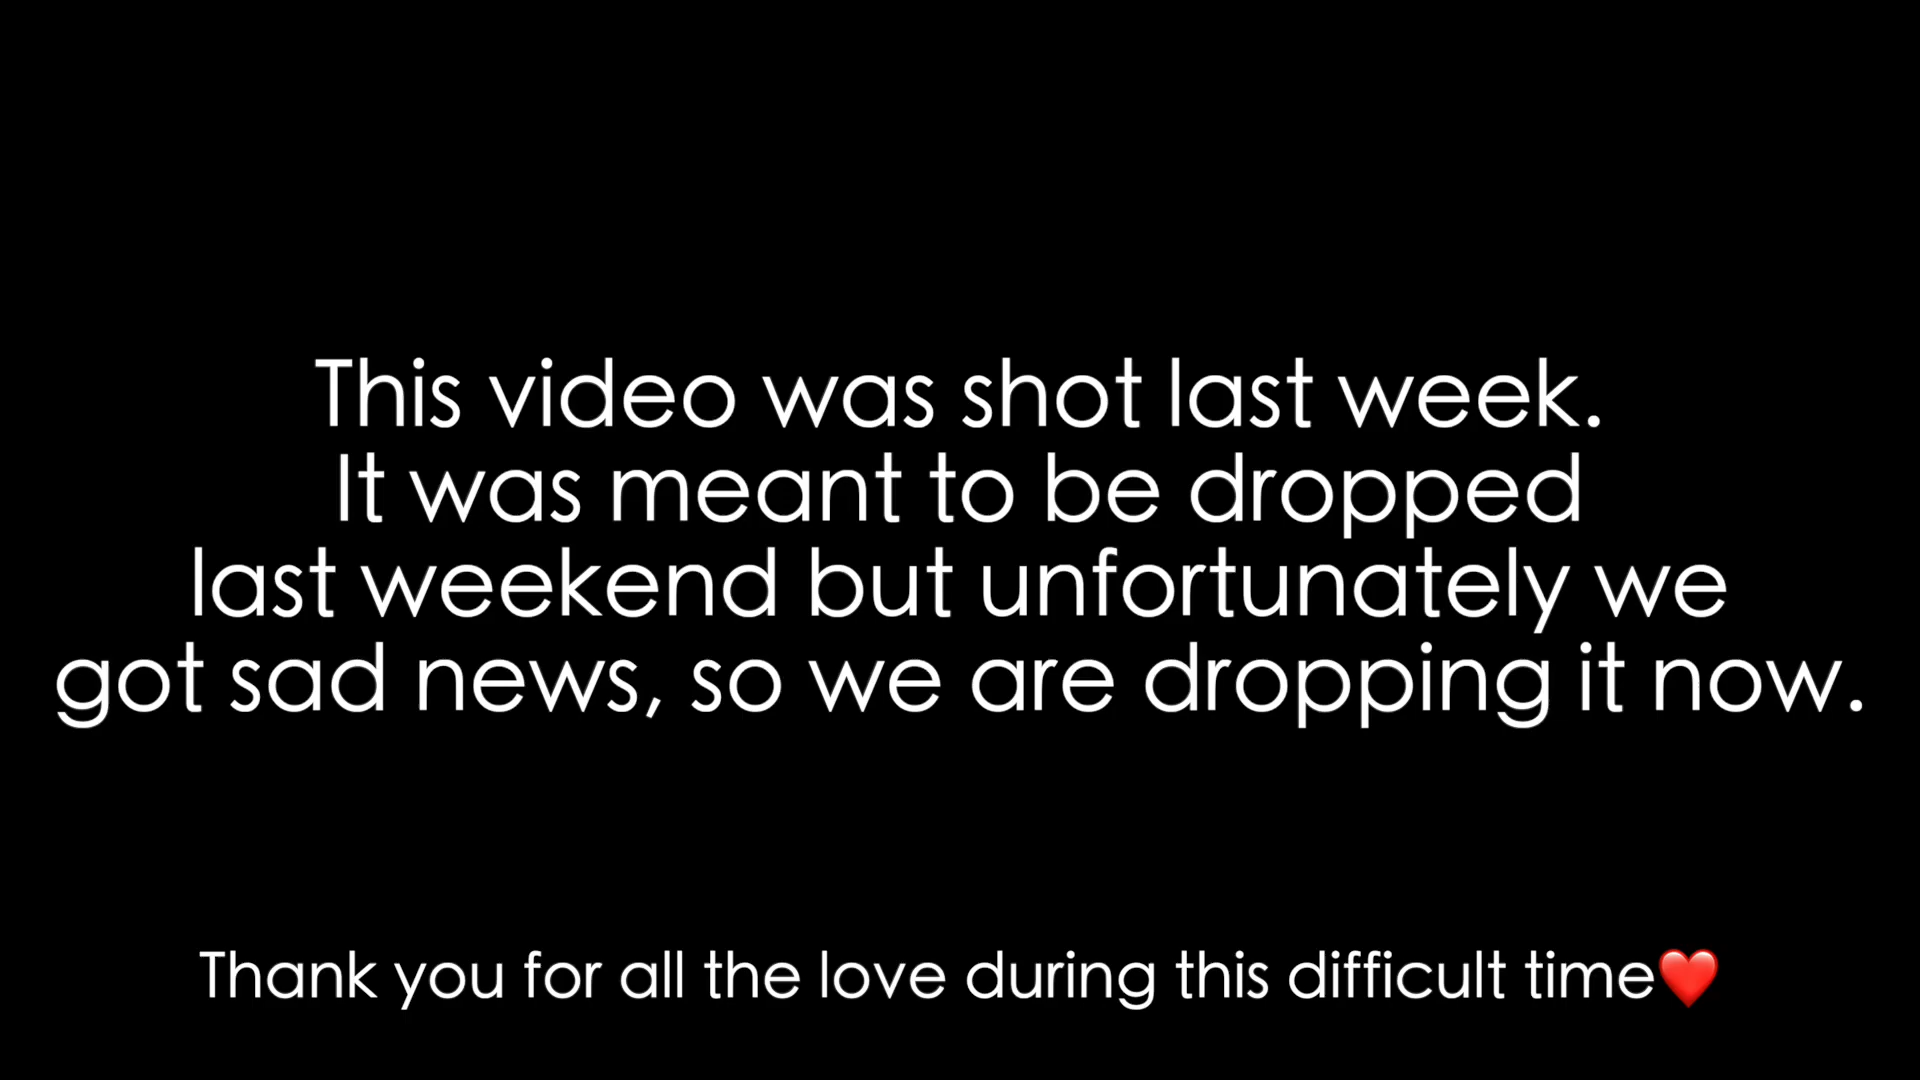 This video was shot last week.
It was meant to be dropped
last weekend but unfortunately we
got sad news, so we are dropping it now.
Thank you for all the love during this difficult time❤️